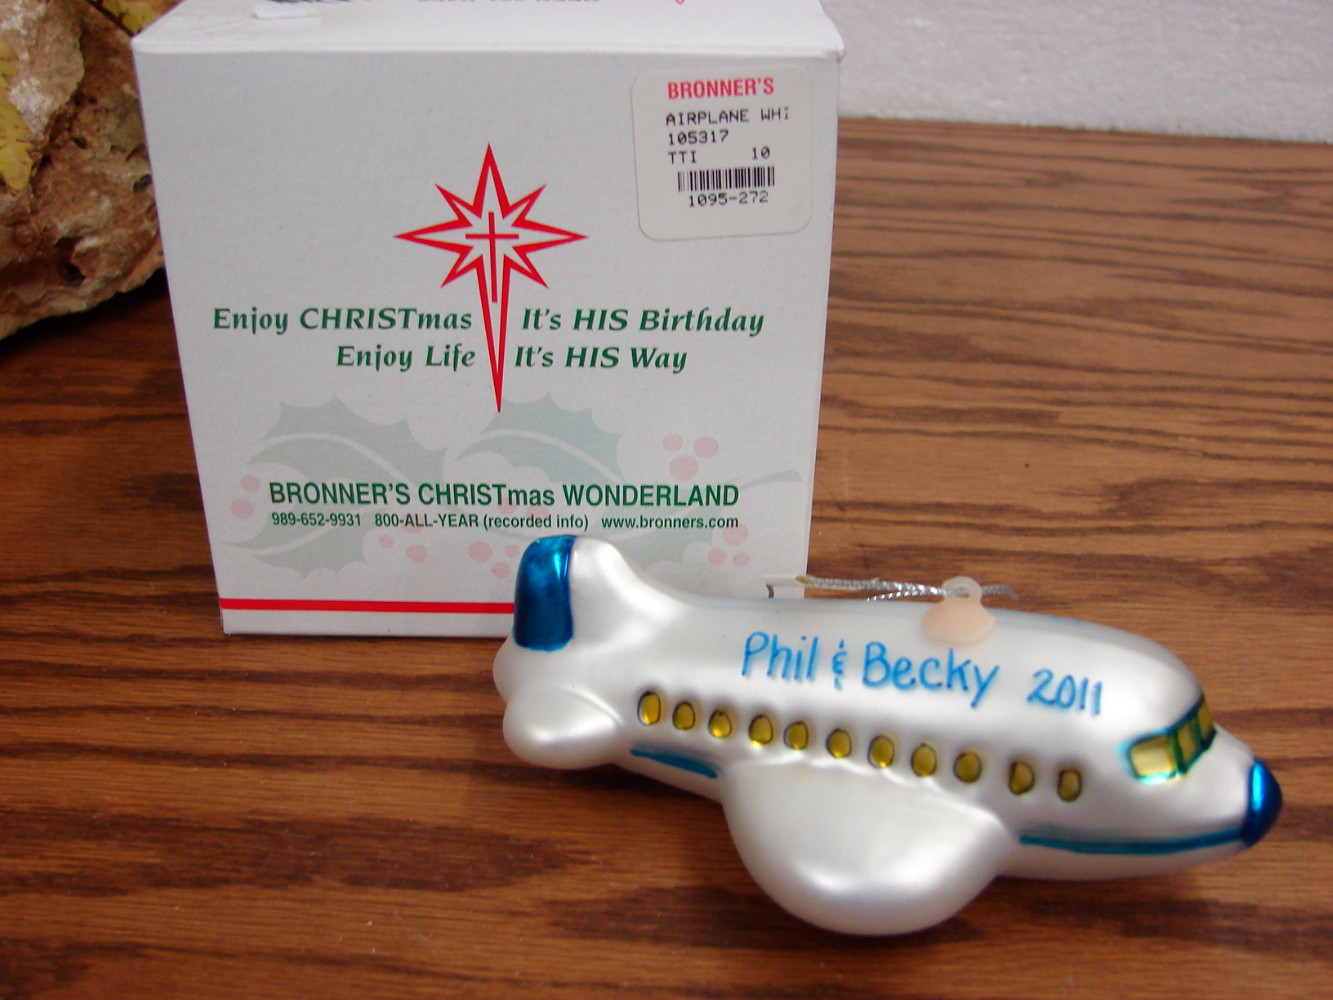 BRONNER'S
AIRPLANE WHI
105317
TTI 10
1095-272
Enjoy CHRISTmas It's HIS Birthday
Enjoy Life It's HIS Way
BRONNER'S CHRISTmas WONDERLAND
989-652-9931 800-ALL-YEAR (recorded info) www.bronners.com
Phil & Becky 2011